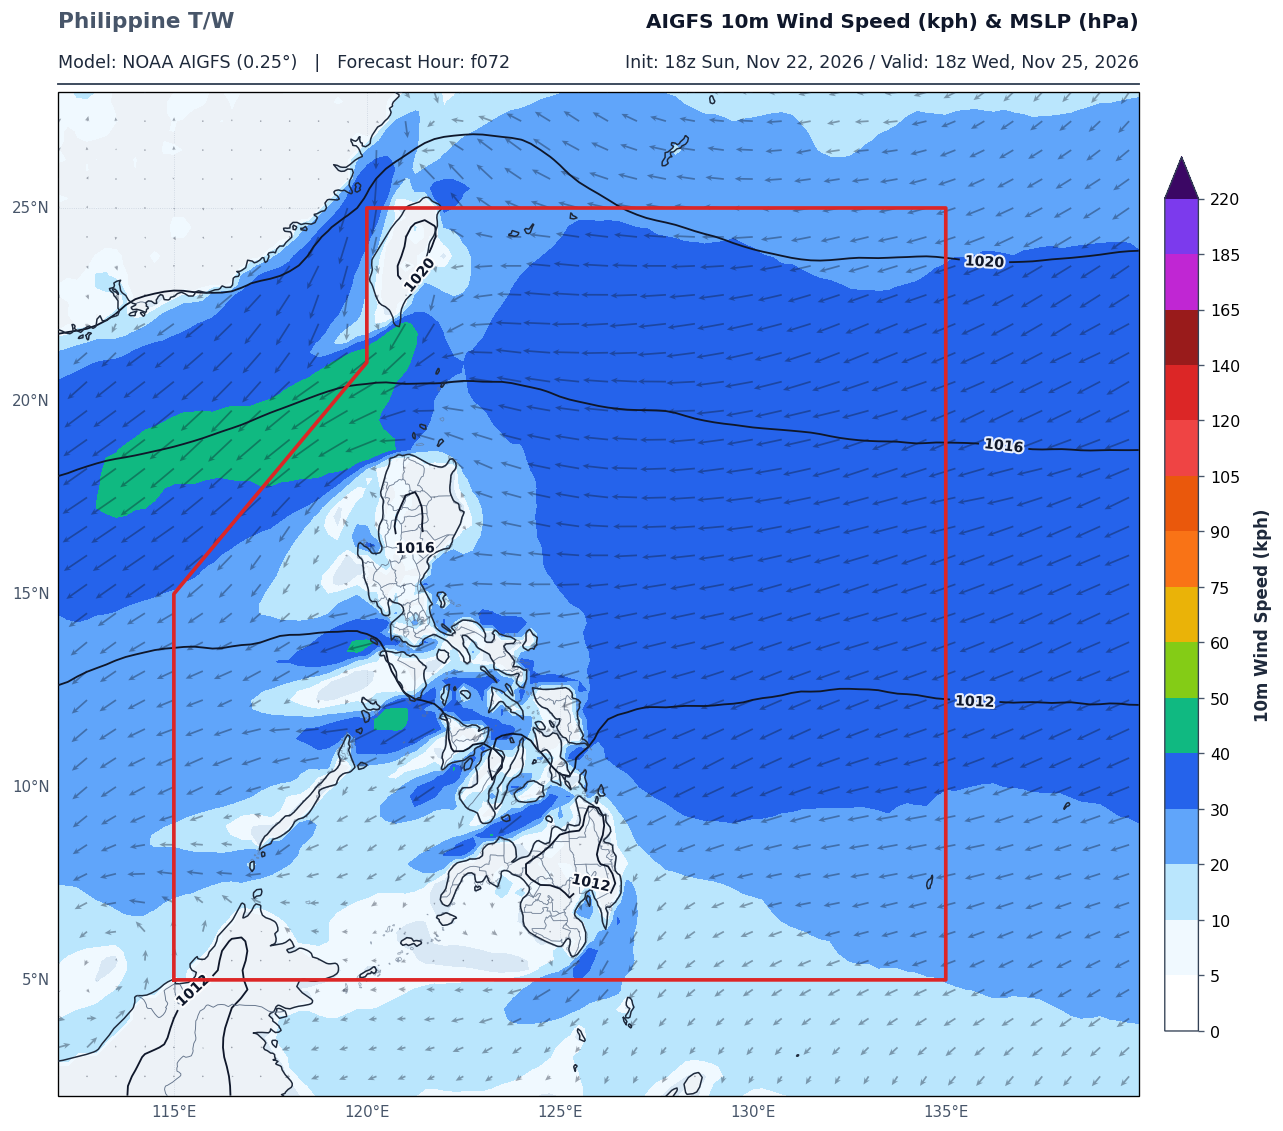 Philippine T/W
AIGFS 10m Wind Speed (kph) & MSLP (hPa)
Model: NOAA AIGFS (0.25°) | Forecast Hour: f072
Init: 18z Sun, Nov 22, 2026 / Valid: 18z Wed, Nov 25, 2026
25°N
20°N
15°N
10°N
5°N
115°E
120°E
125°E
130°E
135°E
1020
1020
1016
1016
1012
1012
1012
220
185
165
140
120
105
90
75
60
50
40
30
20
10
5
0
10m Wind Speed (kph)